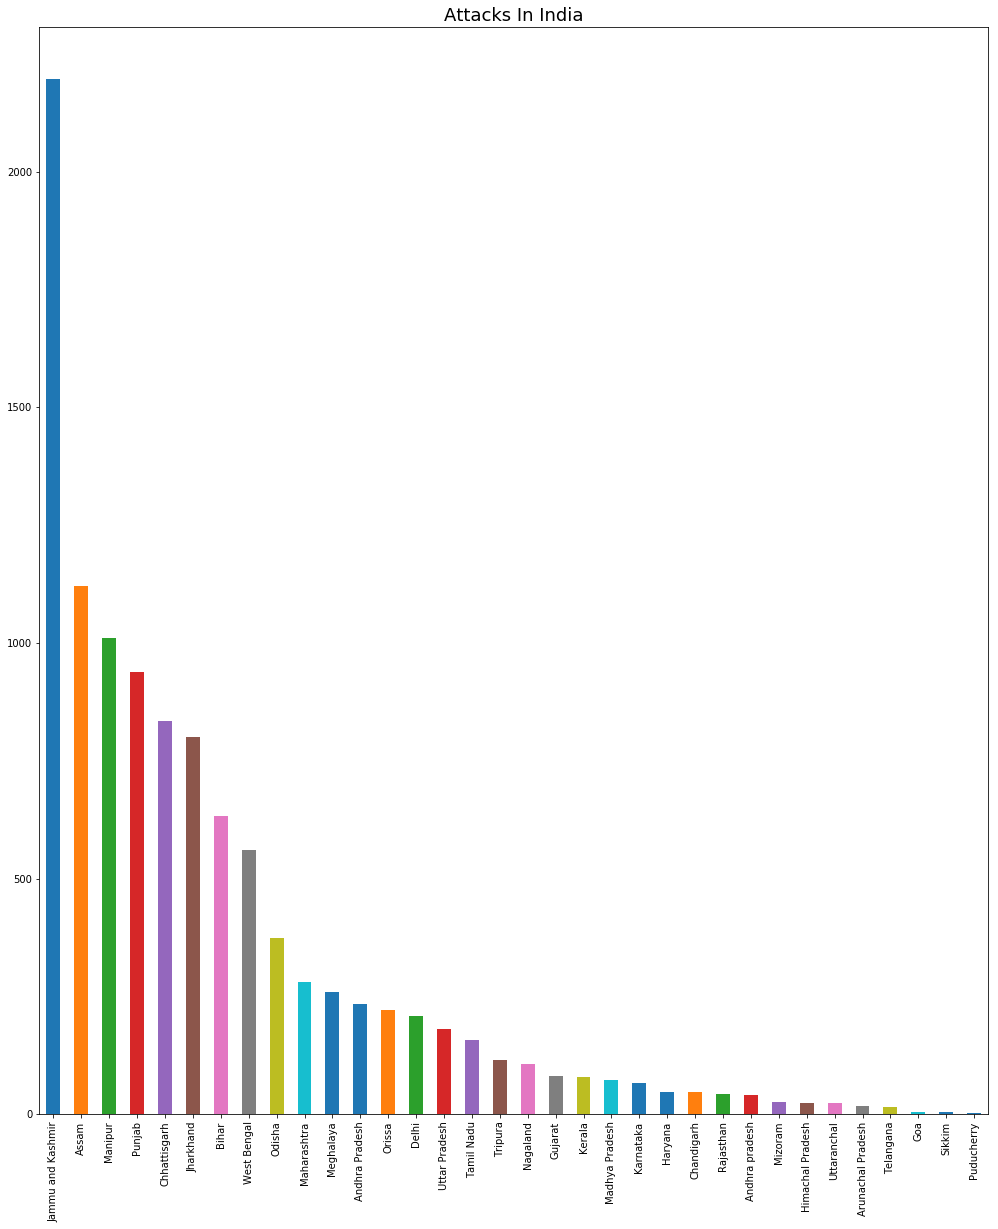 Attacks In India
2000
1500
1000
500
0
Jammu and Kashmir
Assam
Manipur
Punjab
Chhattisgarh
Jharkhand
Bihar
West Bengal
Odisha
Maharashtra
Meghalaya
Andhra Pradesh
Orissa
Delhi
Uttar Pradesh
Tamil Nadu
Tripura
Nagaland
Gujarat
Kerala
Madhya Pradesh
Karnataka
Haryana
Chandigarh
Rajasthan
Andhra pradesh
Mizoram
Himachal Pradesh
Uttaranchal
Arunachal Pradesh
Telangana
Goa
Sikkim
Puducherry